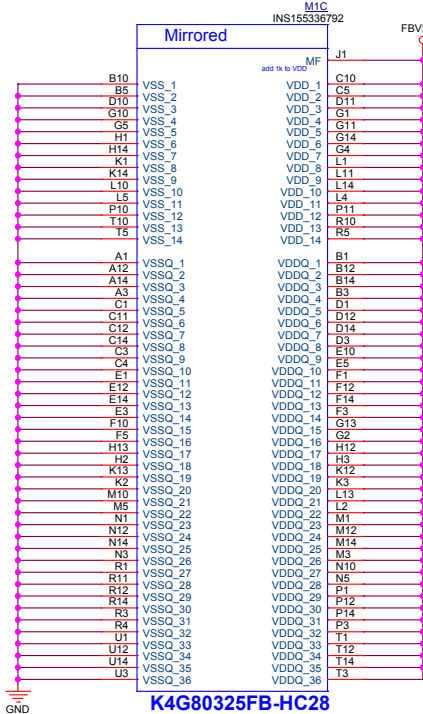 M1C
INS155336792
Mirrored
FBV
MF J1
add 1k to VDD
B10 VSS_1 VDD_1 C10
B5 VSS_2 VDD_2 C5
D10 VSS_3 VDD_3 D11
G10 VSS_4 VDD_4 G1
G5 VSS_5 VDD_5 G11
H1 VSS_6 VDD_6 G14
H14 VSS_7 VDD_7 G4
K1 VSS_8 VDD_8 L1
K14 VSS_9 VDD_9 L11
L10 VSS_10 VDD_10 L14
L5 VSS_11 VDD_11 L4
P10 VSS_12 VDD_12 P11
T10 VSS_13 VDD_13 R10
T5 VSS_14 VDD_14 R5
A1 VSSQ_1 VDDQ_1 B1
A12 VSSQ_2 VDDQ_2 B12
A14 VSSQ_3 VDDQ_3 B14
A3 VSSQ_4 VDDQ_4 B3
C1 VSSQ_5 VDDQ_5 D1
C11 VSSQ_6 VDDQ_6 D12
C12 VSSQ_7 VDDQ_7 D14
C14 VSSQ_8 VDDQ_8 D3
C3 VSSQ_9 VDDQ_9 E10
C4 VSSQ_10 VDDQ_10 E5
E1 VSSQ_11 VDDQ_11 F1
E12 VSSQ_12 VDDQ_12 F12
E14 VSSQ_13 VDDQ_13 F14
E3 VSSQ_14 VDDQ_14 F3
F10 VSSQ_15 VDDQ_15 G13
F5 VSSQ_16 VDDQ_16 G2
H13 VSSQ_17 VDDQ_17 H12
H2 VSSQ_18 VDDQ_18 H3
K13 VSSQ_19 VDDQ_19 K12
K2 VSSQ_20 VDDQ_20 K3
M10 VSSQ_21 VDDQ_21 L13
M5 VSSQ_22 VDDQ_22 L2
N1 VSSQ_23 VDDQ_23 M1
N12 VSSQ_24 VDDQ_24 M12
N14 VSSQ_25 VDDQ_25 M14
N3 VSSQ_26 VDDQ_26 M3
R1 VSSQ_27 VDDQ_27 N10
R11 VSSQ_28 VDDQ_28 N5
R12 VSSQ_29 VDDQ_29 P1
R14 VSSQ_30 VDDQ_30 P12
R3 VSSQ_31 VDDQ_31 P14
R4 VSSQ_32 VDDQ_32 P3
U1 VSSQ_33 VDDQ_33 T1
U12 VSSQ_34 VDDQ_34 T12
U14 VSSQ_35 VDDQ_35 T14
U3 VSSQ_36 VDDQ_36 T3
GND
K4G80325FB-HC28